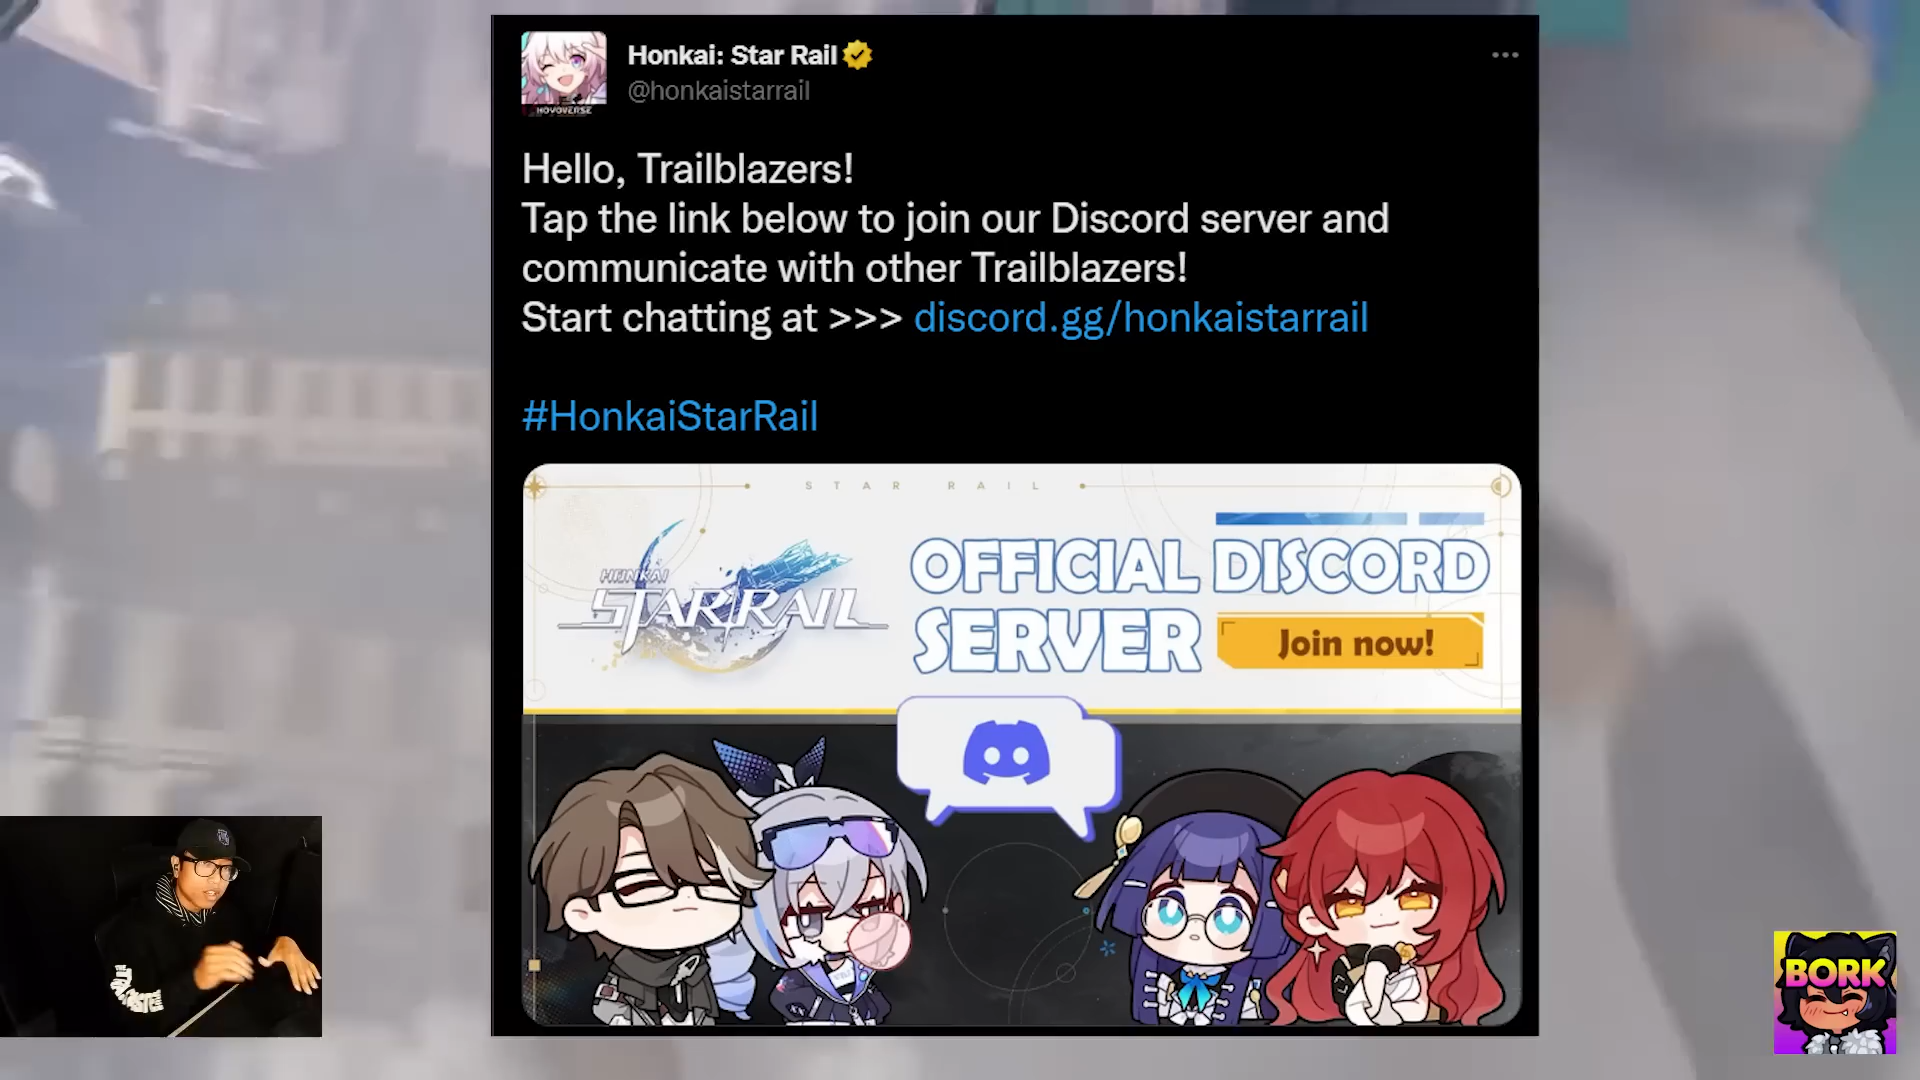 Honkai: Star Rail
@honkaistarrail
HOYOVERSE
Hello, Trailblazers!
Tap the link below to join our Discord server and
communicate with other Trailblazers!
Start chatting at >>> discord.gg/honkaistarrail
#HonkaiStarRail
STAR RAIL
HONKAI
STAR RAIL
OFFICIAL DISCORD
SERVER
Join now!
BORK